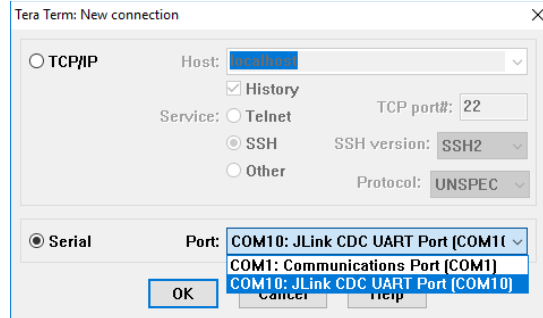 Tera Term: New connection
TCP/IP Host: localhost
History
Service: Telnet TCP port#: 22
SSH SSH version: SSH2
Other Protocol: UNSPEC
Serial Port: COM10: JLink CDC UART Port (COM1(
COM1: Communications Port (COM1)
COM10: JLink CDC UART Port (COM10)
OK Cancel Help